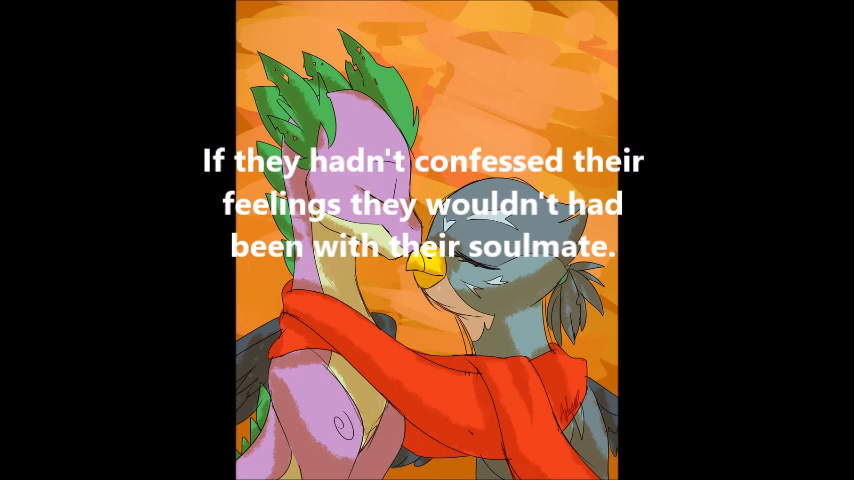 If they hadn't confessed their
feelings they wouldn't had
been with their soulmate.